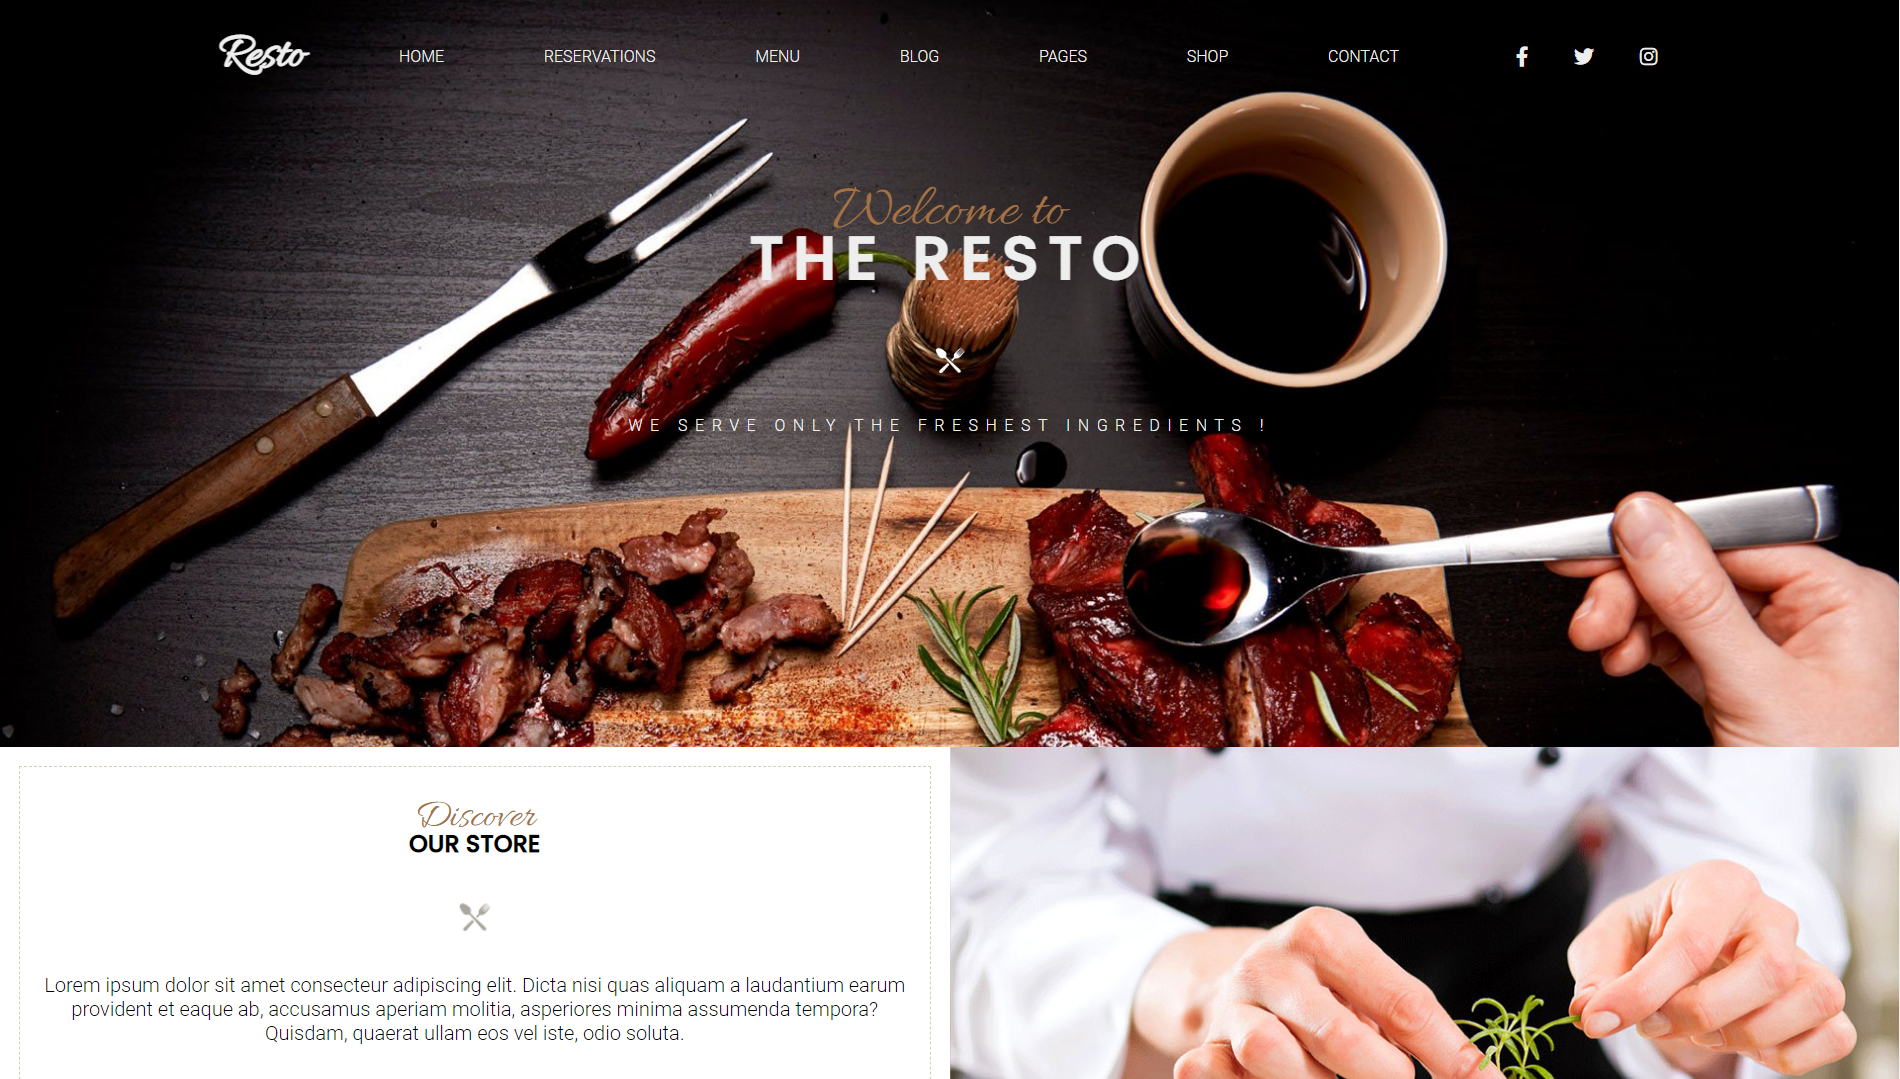 Resto
HOME
RESERVATIONS
MENU
BLOG
PAGES
SHOP
CONTACT
Welcome to
THE RESTO
WE SERVE ONLY THE FRESHEST INGREDIENTS !
Discover
OUR STORE
Lorem ipsum dolor sit amet consecteur adipiscing elit. Dicta nisi quas aliquam a laudantium earum
provident et eaque ab, accusamus aperiam molitia, asperiores minima assumenda tempora?
Quisdam, quaerat ullam eos vel iste, odio soluta.